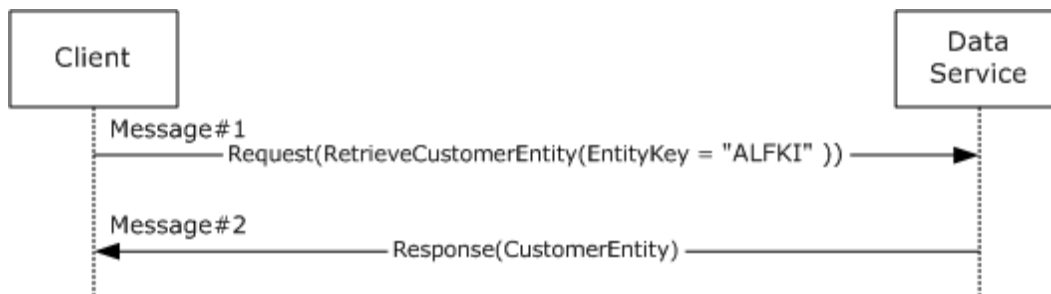 Client
Data
Service
Message#1
Request(RetrieveCustomerEntity(EntityKey = "ALFKI" ))
Message#2
Response(CustomerEntity)